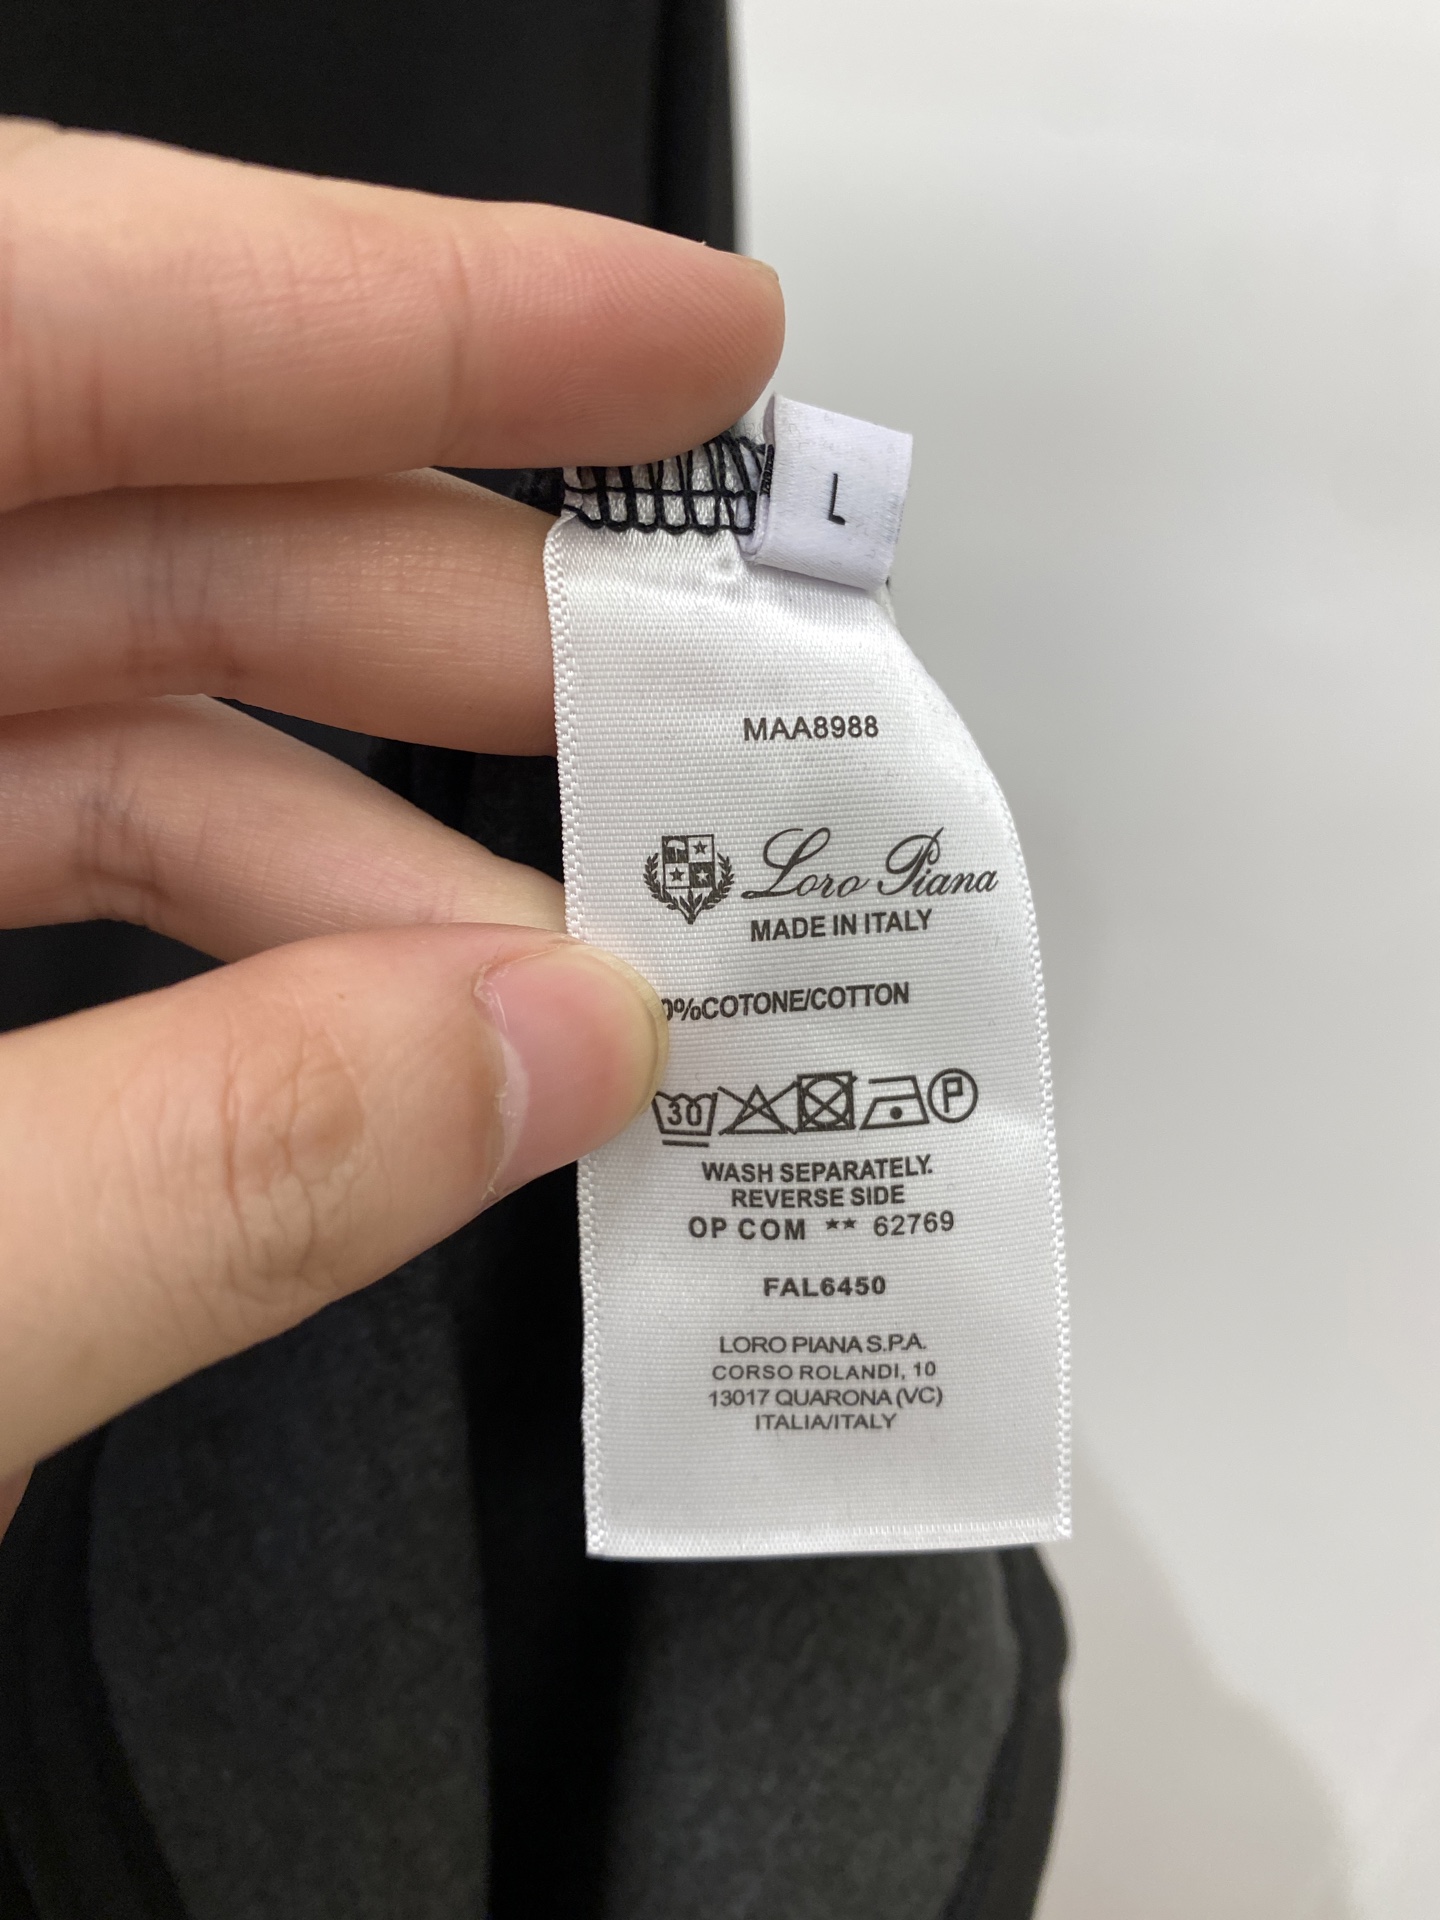 L
MAA8988
Loro Piana
MADE IN ITALY
0%COTONE/COTTON
30
P
WASH SEPARATELY.
REVERSE SIDE
OP COM ** 62769
FAL6450
LORO PIANA S.P.A.
CORSO ROLANDI, 10
13017 QUARONA (VC)
ITALIA/ITALY